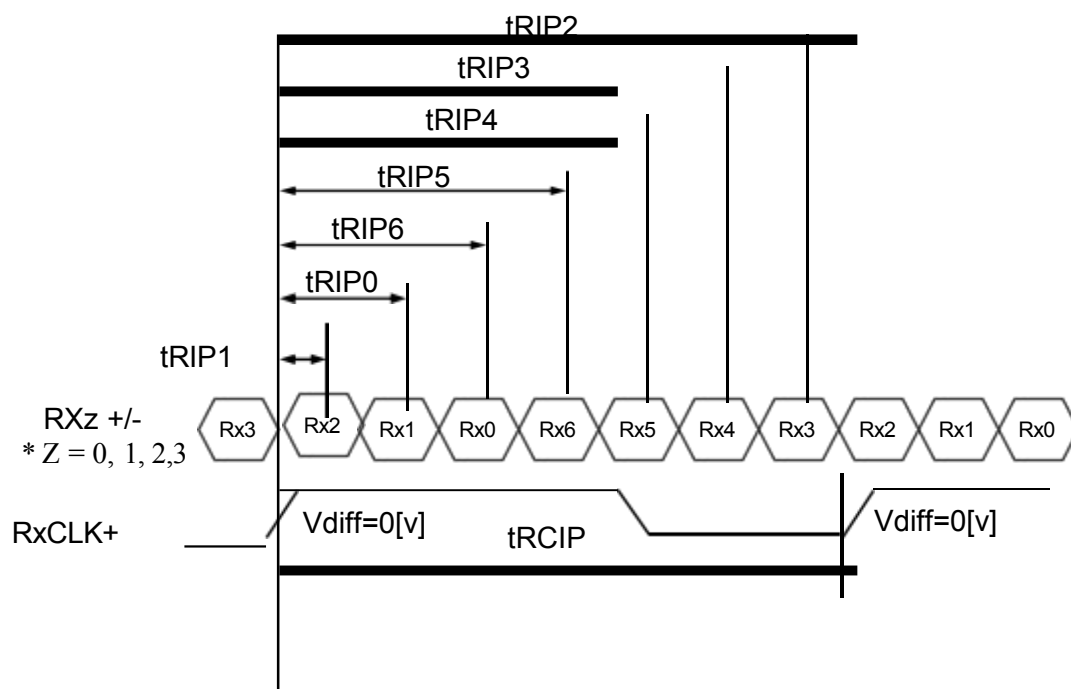 tRIP2
tRIP3
tRIP4
tRIP5
tRIP6
tRIP0
tRIP1
RXz +/-
* Z = 0, 1, 2,3
Rx3 Rx2 Rx1 Rx0 Rx6 Rx5 Rx4 Rx3 Rx2 Rx1 Rx0
RxCLK+
Vdiff=0[v] Vdiff=0[v]
tRCIP